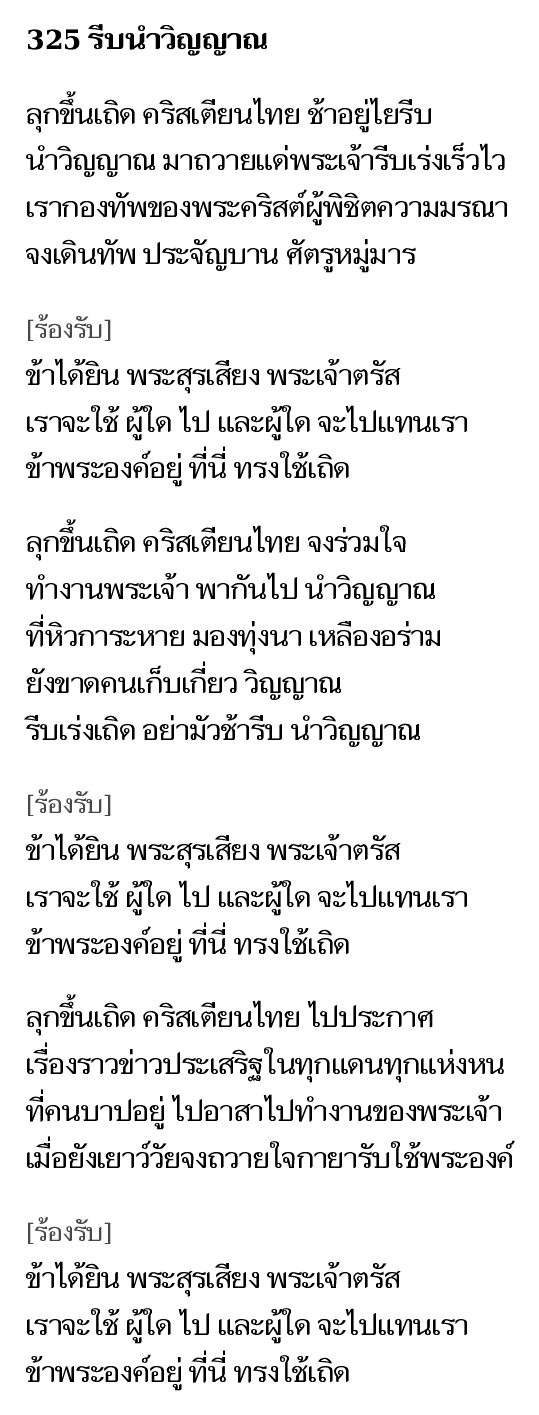 325 รีบนำวิญญาณ
ลุกขึ้นเถิด คริสเตียนไทย ช้าอยู่ไยรีบ
นำวิญญาณ มาถวายแด่พระเจ้ารีบเร่งเร็วไว
เรากองทัพของพระคริสต์ผู้พิชิตความมรณา
จงเดินทัพ ประจัญบาน ศัตรูหมู่มาร
[ร้องรับ]
ข้าได้ยิน พระสุรเสียง พระเจ้าตรัส
เราจะใช้ ผู้ใด ไป และผู้ใด จะไปแทนเรา
ข้าพระองค์อยู่ ที่นี่ ทรงใช้เถิด
ลุกขึ้นเถิด คริสเตียนไทย จงร่วมใจ
ทำงานพระเจ้า พากันไป นำวิญญาณ
ที่หิวการะหาย มองทุ่งนา เหลืองอร่าม
ยังขาดคนเก็บเกี่ยว วิญญาณ
รีบเร่งเถิด อย่ามัวช้ารีบ นำวิญญาณ
[ร้องรับ]
ข้าได้ยิน พระสุรเสียง พระเจ้าตรัส
เราจะใช้ ผู้ใด ไป และผู้ใด จะไปแทนเรา
ข้าพระองค์อยู่ ที่นี่ ทรงใช้เถิด
ลุกขึ้นเถิด คริสเตียนไทย ไปประกาศ
เรื่องราวข่าวประเสริฐในทุกแดนทุกแห่งหน
ที่คนบาปอยู่ ไปอาสาไปทำงานของพระเจ้า
เมื่อยังเยาว์วัยจงถวายใจกายารับใช้พระองค์
[ร้องรับ]
ข้าได้ยิน พระสุรเสียง พระเจ้าตรัส
เราจะใช้ ผู้ใด ไป และผู้ใด จะไปแทนเรา
ข้าพระองค์อยู่ ที่นี่ ทรงใช้เถิด